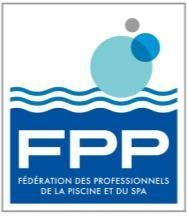 FPP
FÉDÉRATION DES PROFESSIONNELS
DE LA PISCINE ET DU SPA